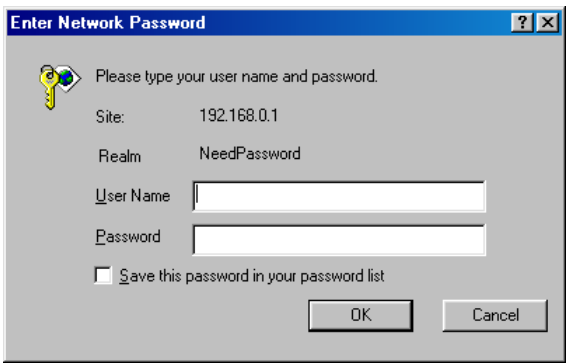 Enter Network Password
Please type your user name and password.
Site: 192.168.0.1
Realm NeedPassword
User Name
Password
Save this password in your password list
OK Cancel